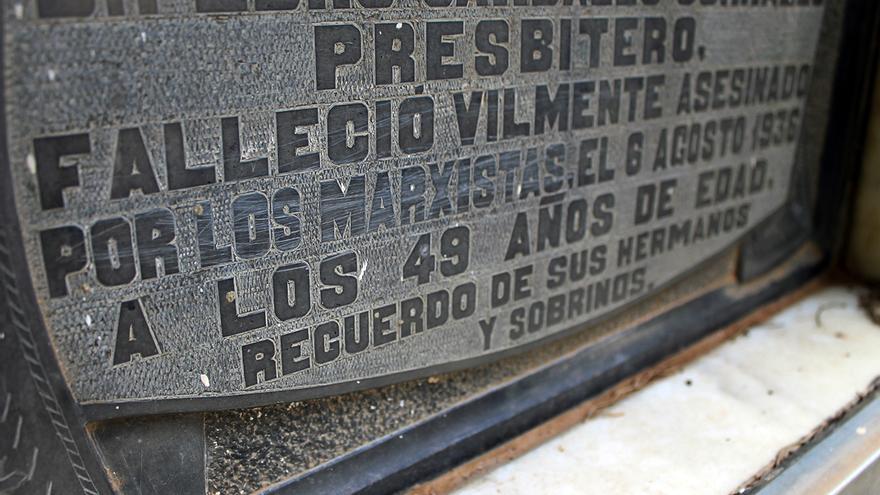 PRESBITERO.
FALLECIÓ VILMENTE ASESINADO
POR LOS MARXISTAS, EL 6 AGOSTO 1936
A LOS 49 AÑOS DE EDAD.
RECUERDO DE SUS HERMANOS
Y SOBRINOS.